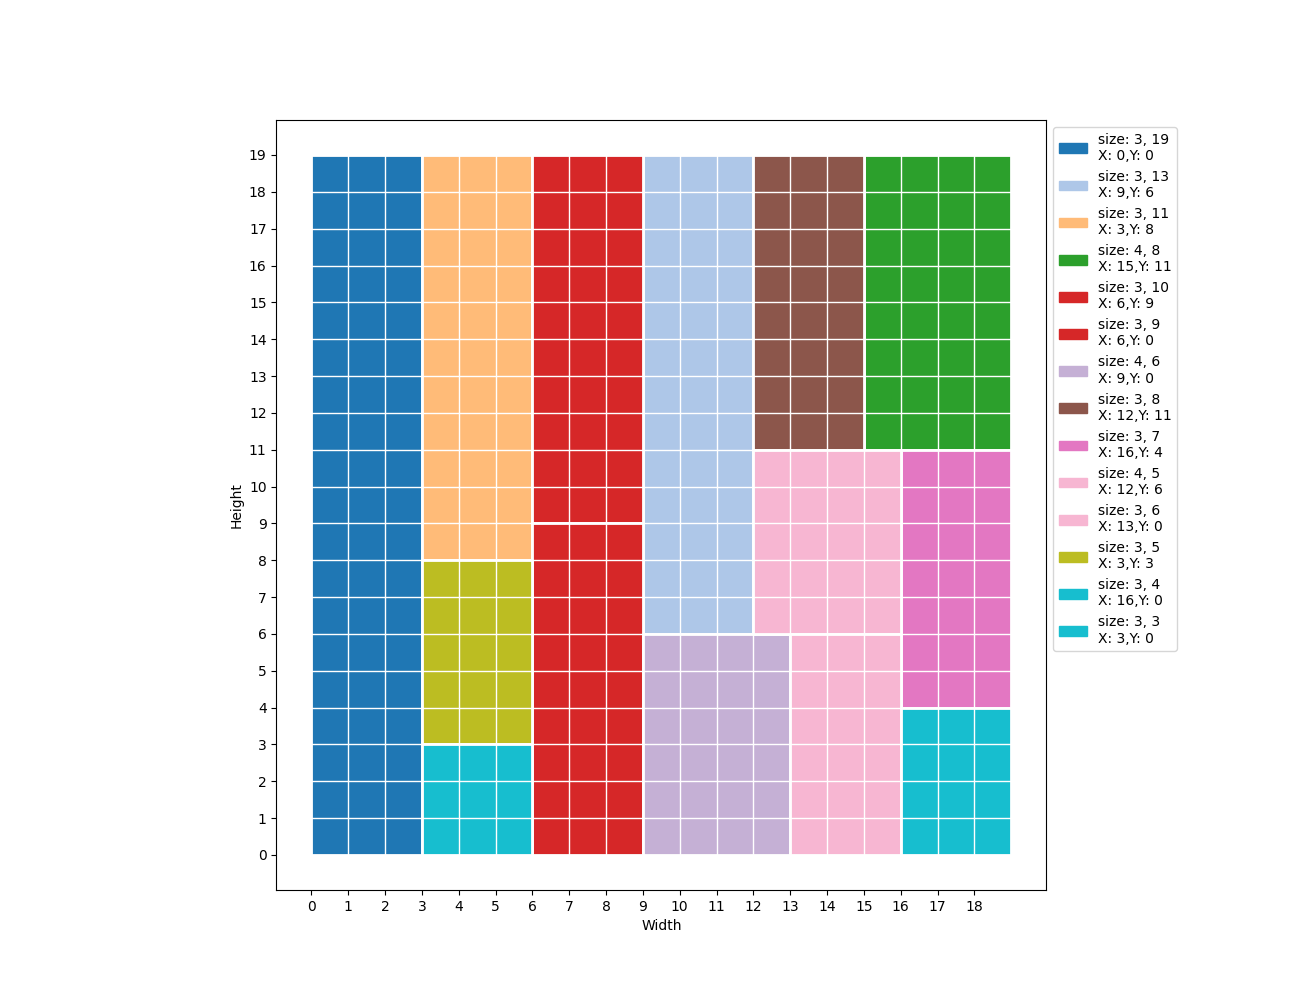 19
18
17
16
15
14
13
12
11
10
9
8
7
6
5
4
3
2
1
0
Height
0 1 2 3 4 5 6 7 8 9 10 11 12 13 14 15 16 17 18
Width
size: 3, 19
X: 0,Y: 0
size: 3, 13
X: 9,Y: 6
size: 3, 11
X: 3,Y: 8
size: 4, 8
X: 15,Y: 11
size: 3, 10
X: 6,Y: 9
size: 3, 9
X: 6,Y: 0
size: 4, 6
X: 9,Y: 0
size: 3, 8
X: 12,Y: 11
size: 3, 7
X: 16,Y: 4
size: 4, 5
X: 12,Y: 6
size: 3, 6
X: 13,Y: 0
size: 3, 5
X: 3,Y: 3
size: 3, 4
X: 16,Y: 0
size: 3, 3
X: 3,Y: 0